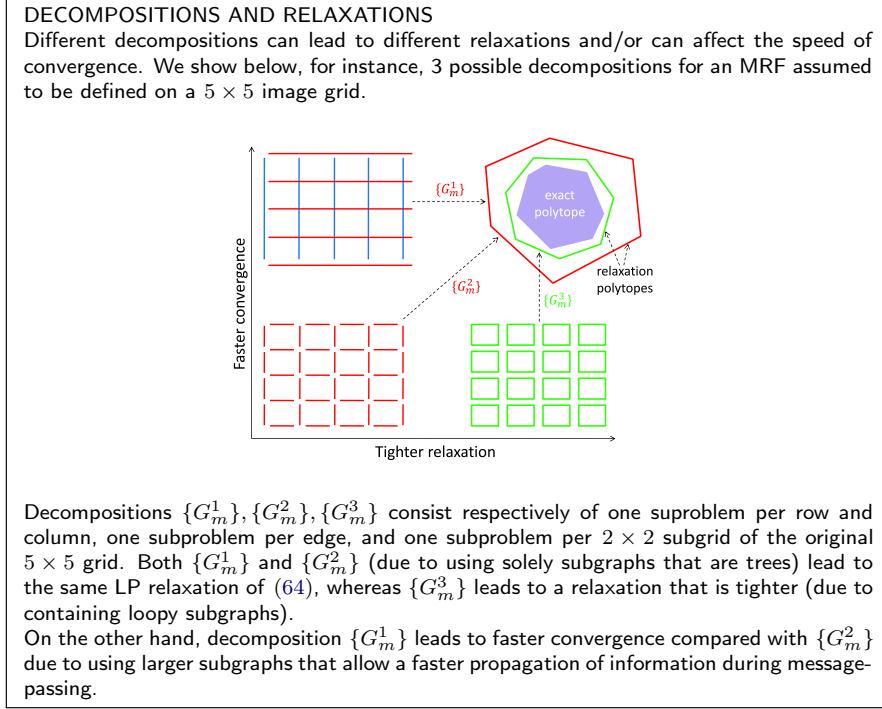 DECOMPOSITIONS AND RELAXATIONS
Different decompositions can lead to different relaxations and/or can affect the speed of
convergence. We show below, for instance, 3 possible decompositions for an MRF assumed
to be defined on a 5 × 5 image grid.
{G¹ₘ}
exact
polytope
relaxation
polytopes
{G²ₘ}
{G³ₘ}
Faster convergence
Tighter relaxation
Decompositions {G¹ₘ}, {G²ₘ}, {G³ₘ} consist respectively of one suproblem per row and
column, one subproblem per edge, and one subproblem per 2 × 2 subgrid of the original
5 × 5 grid. Both {G¹ₘ} and {G²ₘ} (due to using solely subgraphs that are trees) lead to
the same LP relaxation of (64), whereas {G³ₘ} leads to a relaxation that is tighter (due to
containing loopy subgraphs).
On the other hand, decomposition {G¹ₘ} leads to faster convergence compared with {G²ₘ}
due to using larger subgraphs that allow a faster propagation of information during message-
passing.